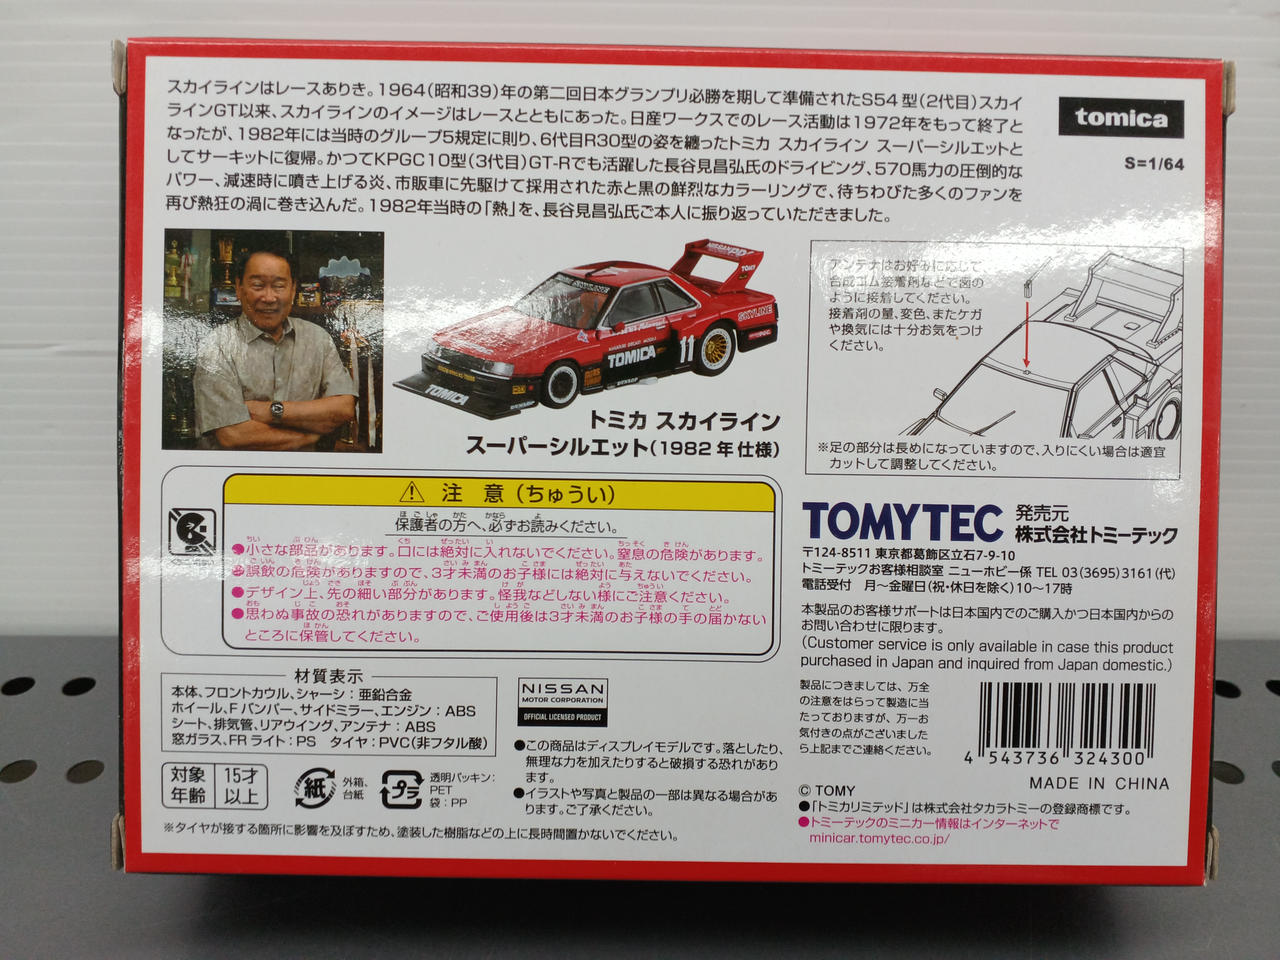 スカイラインはレースありき。1964(昭和39)年の第二回日本グランプリ必勝を期して準備されたS54型(2代目)スカイ
ラインGT以来、スカイラインのイメージはレースとともにあった。日産ワークスでのレース活動は1972年をもって終了と
なったが、1982年には当時のグループ5規定に則り、6代目R30型の姿を纏ったトミカ スカイライン スーパーシルエットと
してサーキットに復帰。かつてKPGC10型(3代目)GT-Rでも活躍した長谷見昌弘氏のドライビング、570馬力の圧倒的な
パワー、減速時に噴き上げる炎、市販車に先駆けて採用された赤と黒の鮮烈なカラーリングで、待ちわびた多くのファンを
再び熱狂の渦に巻き込んだ。1982年当時の「熱」を、長谷見昌弘氏ご本人に振り返っていただきました。
tomica
S=1/64
TOMICA
11
SKYLINE
TOMICA
DUNLOP
トミカ スカイライン
スーパーシルエット(1982年仕様)
アンテナはお好みに応じて
合成ゴム接着剤などで図の
ように接着してください。
接着剤の量、変色、またケガ
や換気には十分お気をつけ
ください。
※足の部分は長めになっていますので、入りにくい場合は適宜
カットして調整してください。
⚠ 注 意(ちゅうい)
保護者の方へ、必ずお読みください。
●小さな部品があります。口には絶対に入れないでください。窒息の危険があります。
●誤飲の危険がありますので、3才未満のお子様には絶対に与えないでください。
●デザイン上、先の細い部分があります。怪我などしない様にご注意ください。
●思わぬ事故の恐れがありますので、ご使用後は3才未満のお子様の手の届かない
ところに保管してください。
TOMYTEC
発売元
株式会社トミーテック
〒124-8511 東京都葛飾区立石7-9-10
トミーテックお客様相談室 ニューホビー係 TEL 03(3695)3161(代)
電話受付 月〜金曜日(祝・休日を除く)10〜17時
本製品のお客様サポートは日本国内でのご購入かつ日本国内からの
お問い合わせに限ります。
(Customer service is only available in case this product
purchased in Japan and inquired from Japan domestic.)
材質表示
本体、フロントカウル、シャーシ:亜鉛合金
ホイール、Fバンパー、サイドミラー、エンジン:ABS
シート、排気管、リアウイング、アンテナ:ABS
窓ガラス、FRライト:PS タイヤ:PVC(非フタル酸)
対象
年齢
15才
以上
紙
外箱、
台紙
プラ
透明パッキン:
PET
袋:PP
※タイヤが接する箇所に影響を及ぼすため、塗装した樹脂などの上に長時間置かないでください。
NISSAN
MOTOR CORPORATION
OFFICIAL LICENSED PRODUCT
●この商品はディスプレイモデルです。落としたり、
無理な力を加えたりすると破損する恐れがあり
ます。
●イラストや写真と製品の一部は異なる場合があ
ります。ご了承ください。
製品につきましては、万全
の注意をはらって製造に当
たっておりますが、万一お
気付きの点がございました
ら上記までご連絡ください。
4 543736 324300
MADE IN CHINA
© TOMY
●「トミカリミテッド」は株式会社タカラトミーの登録商標です。
●トミーテックのミニカー情報はインターネットで
minicar.tomytec.co.jp/